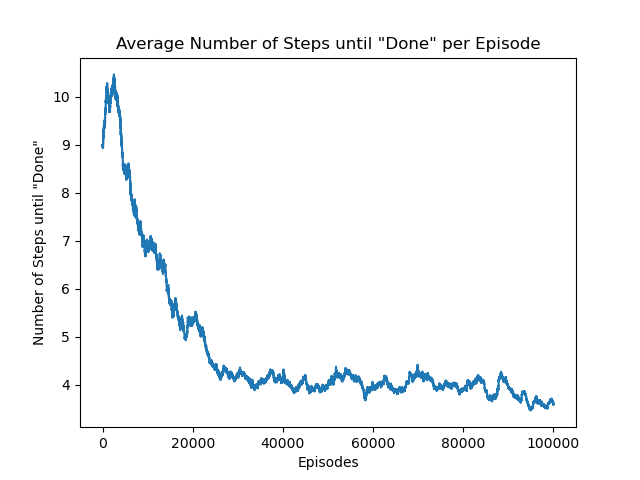 Average Number of Steps until "Done" per Episode
Number of Steps until "Done"
10
9
8
7
6
5
4
0 20000 40000 60000 80000 100000
Episodes